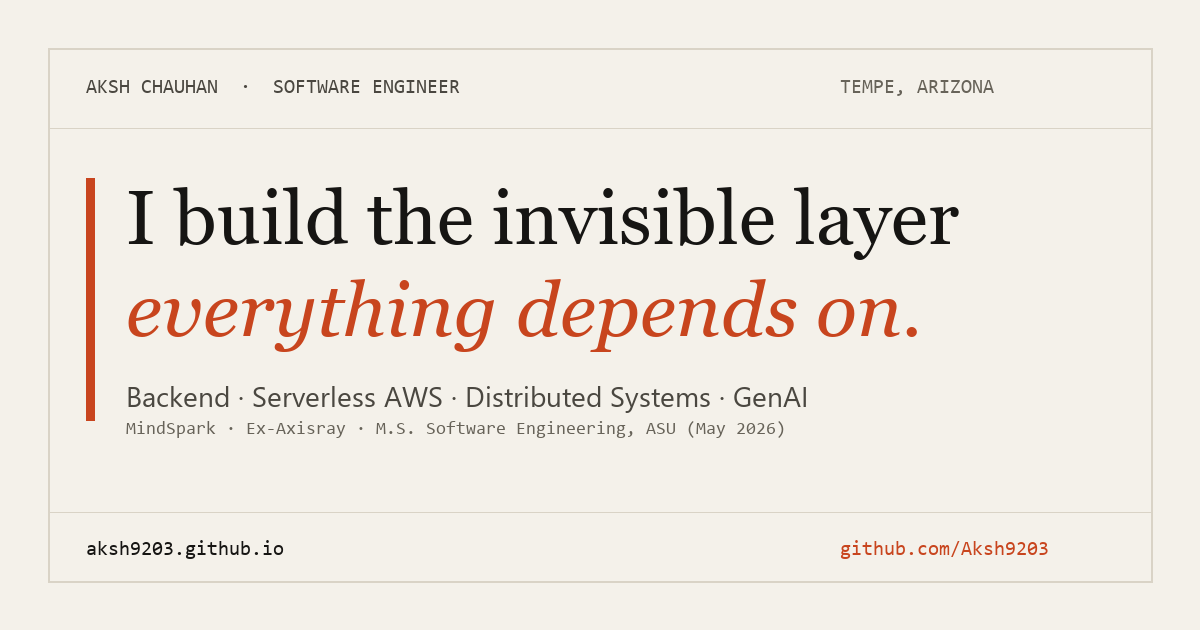 AKSH CHAUHAN · SOFTWARE ENGINEER
TEMPE, ARIZONA
I build the invisible layer
everything depends on.
Backend · Serverless AWS · Distributed Systems · GenAI
MindSpark · Ex-Axisray · M.S. Software Engineering, ASU (May 2026)
aksh9203.github.io
github.com/Aksh9203